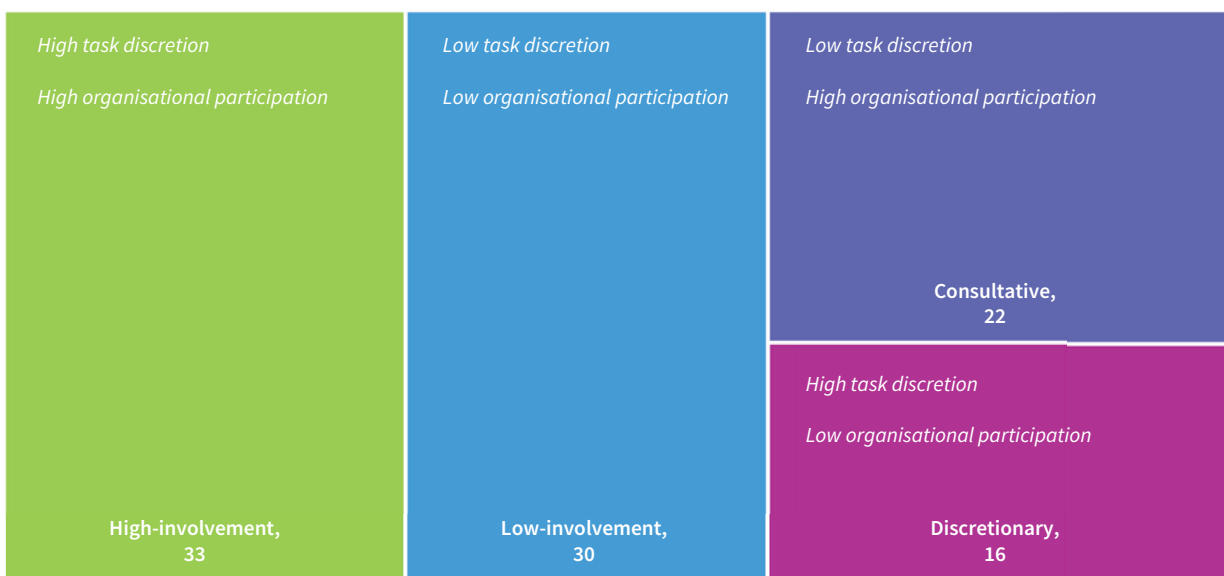 High task discretion
High organisational participation
High-involvement,
33
Low task discretion
Low organisational participation
Low-involvement,
30
Low task discretion
High organisational participation
Consultative,
22
High task discretion
Low organisational participation
Discretionary,
16